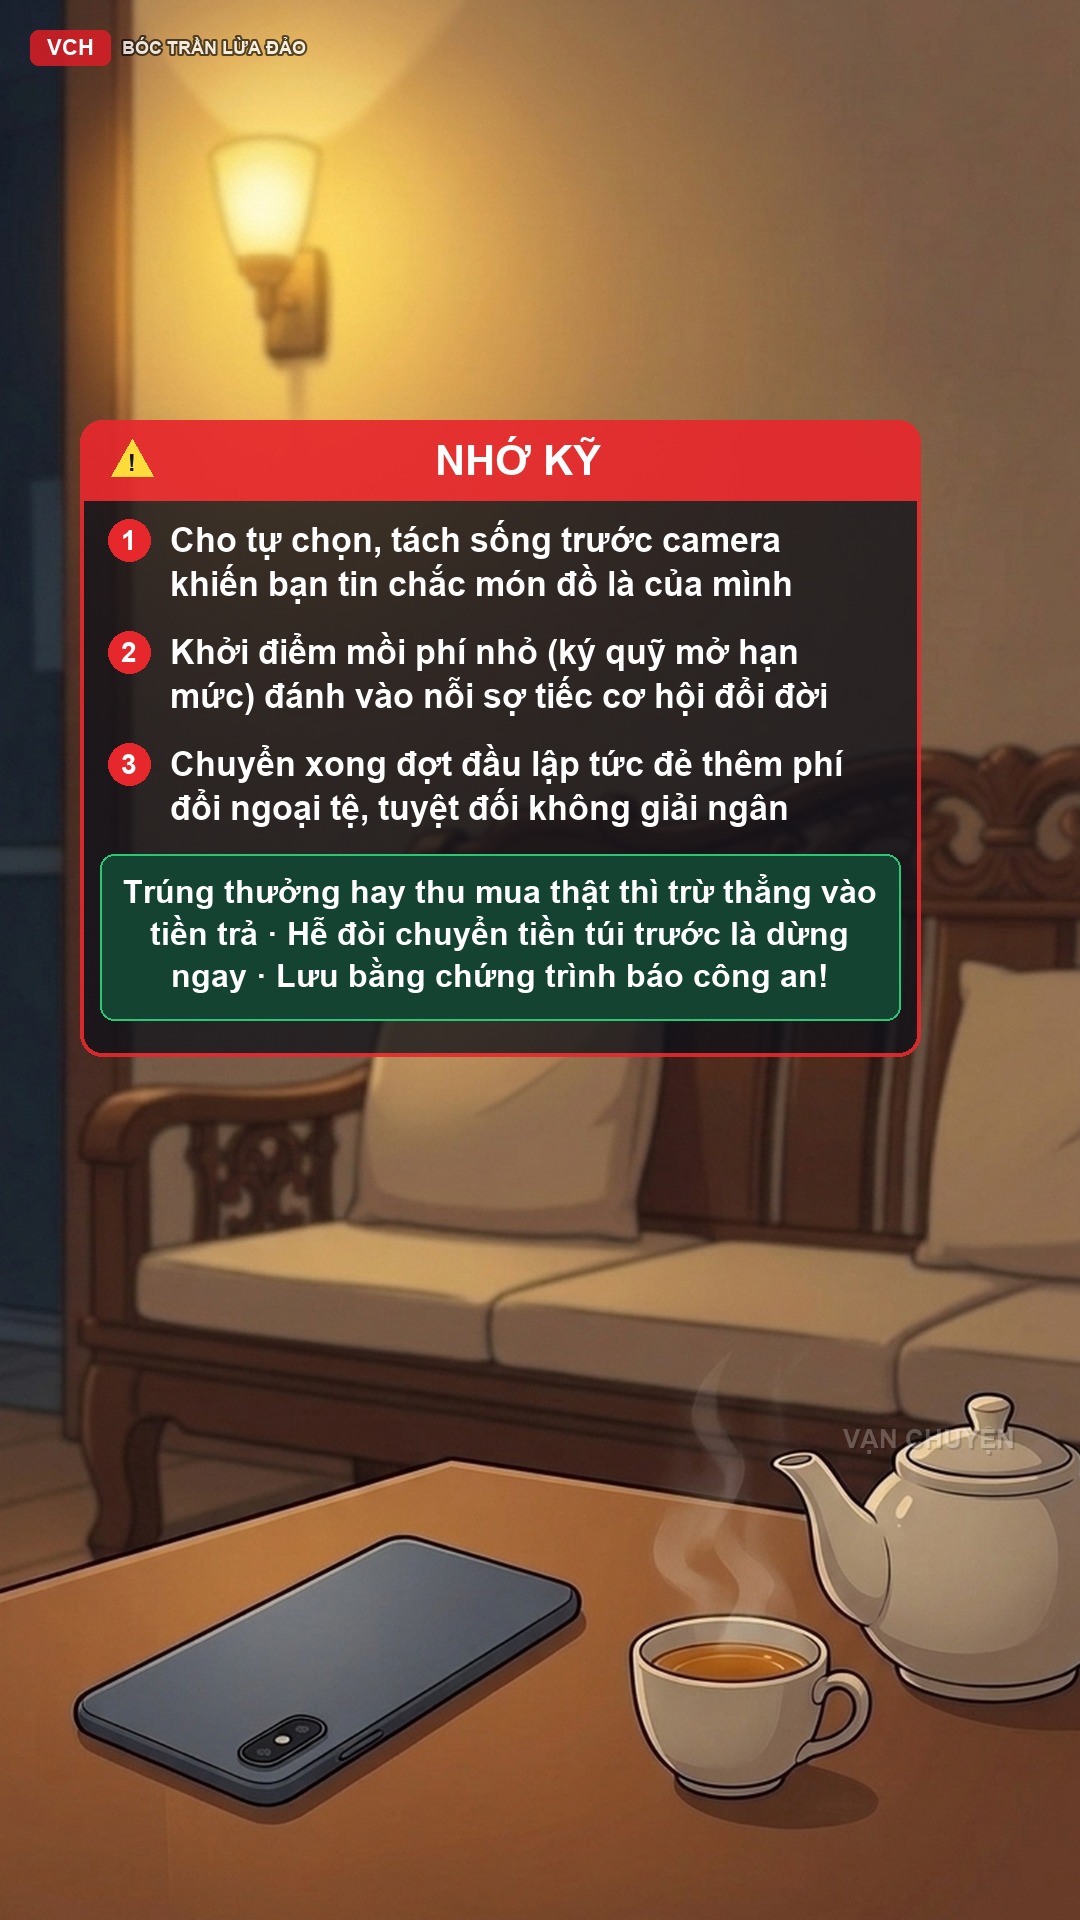 VCH BÓC TRẦN LỪA ĐẢO
! NHỚ KỸ
1 Cho tự chọn, tách sống trước camera
khiến bạn tin chắc món đồ là của mình
2 Khởi điểm mồi phí nhỏ (ký quỹ mở hạn
mức) đánh vào nỗi sợ tiếc cơ hội đổi đời
3 Chuyển xong đợt đầu lập tức đẻ thêm phí
đổi ngoại tệ, tuyệt đối không giải ngân
Trúng thưởng hay thu mua thật thì trừ thẳng vào
tiền trả · Hễ đòi chuyển tiền túi trước là dừng
ngay · Lưu bằng chứng trình báo công an!
VẠN CHUYỆN